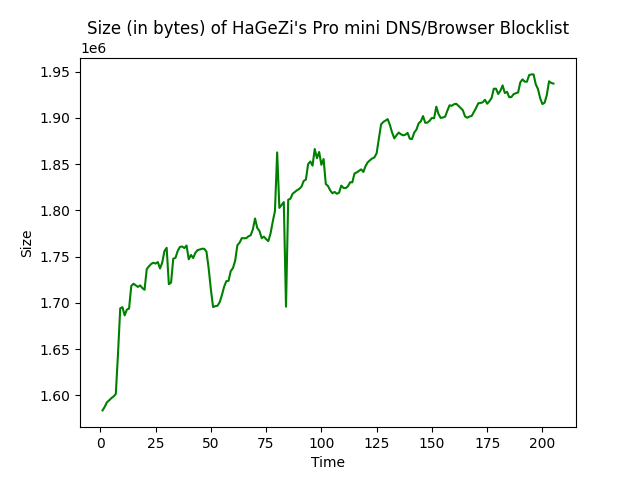 Size (in bytes) of HaGeZi's Pro mini DNS/Browser Blocklist
1e6
1.95
1.90
1.85
1.80
1.75
1.70
1.65
1.60
Size
0 25 50 75 100 125 150 175 200
Time